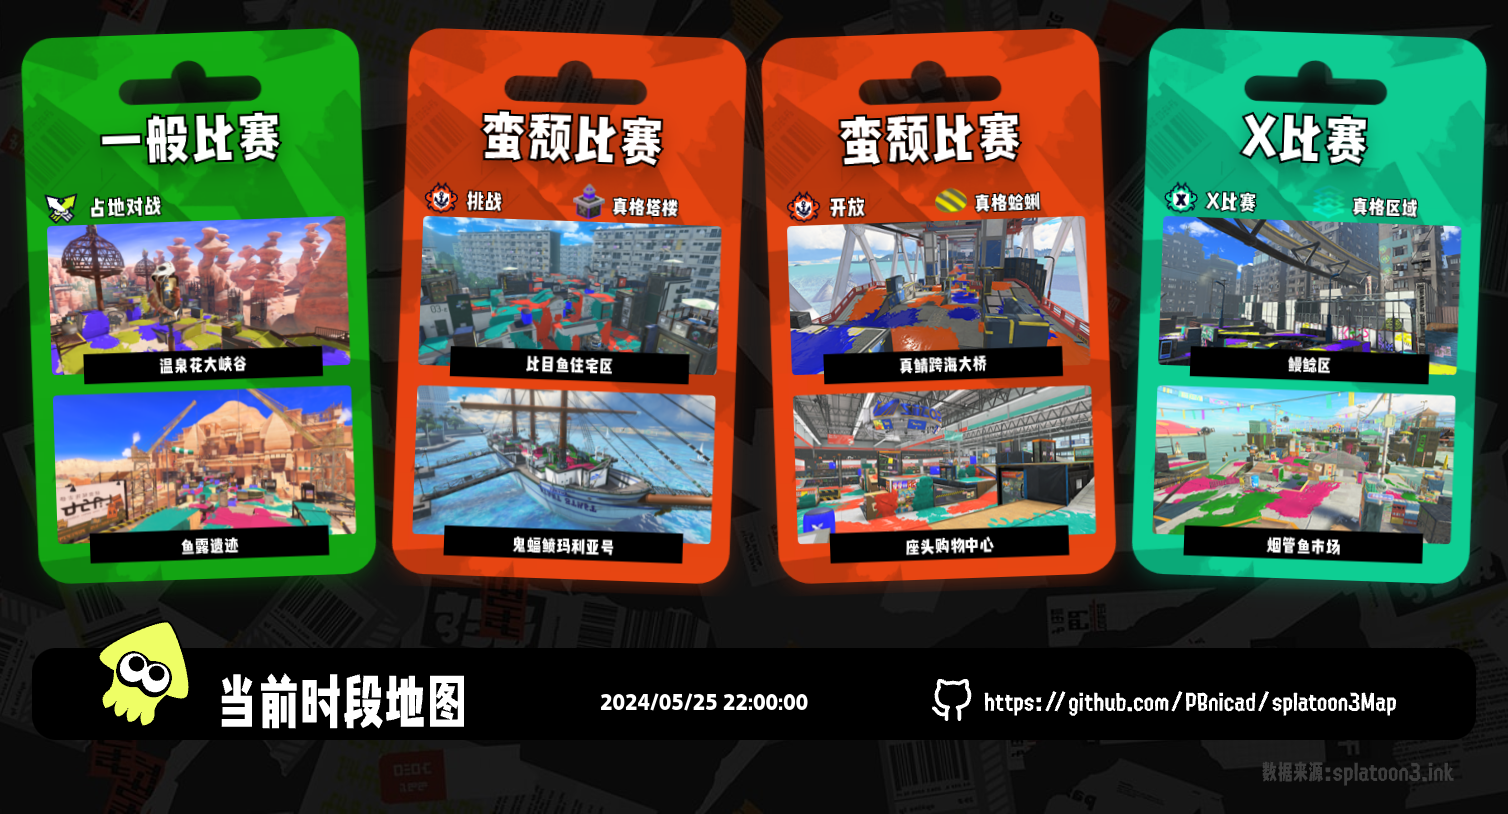 一般比赛
占地对战
温泉花大峡谷
鱼露遗迹
蛮颓比赛
挑战
真格塔楼
比目鱼住宅区
鬼蝠鲼玛利亚号
蛮颓比赛
开放
真格蛤蜊
真鲭跨海大桥
座头购物中心
X比赛
X比赛
真格区域
鳗鲶区
烟管鱼市场
当前时段地图
2024/05/25 22:00:00
https://github.com/PBnicad/splatoon3Map
数据来源:splatoon3.ink